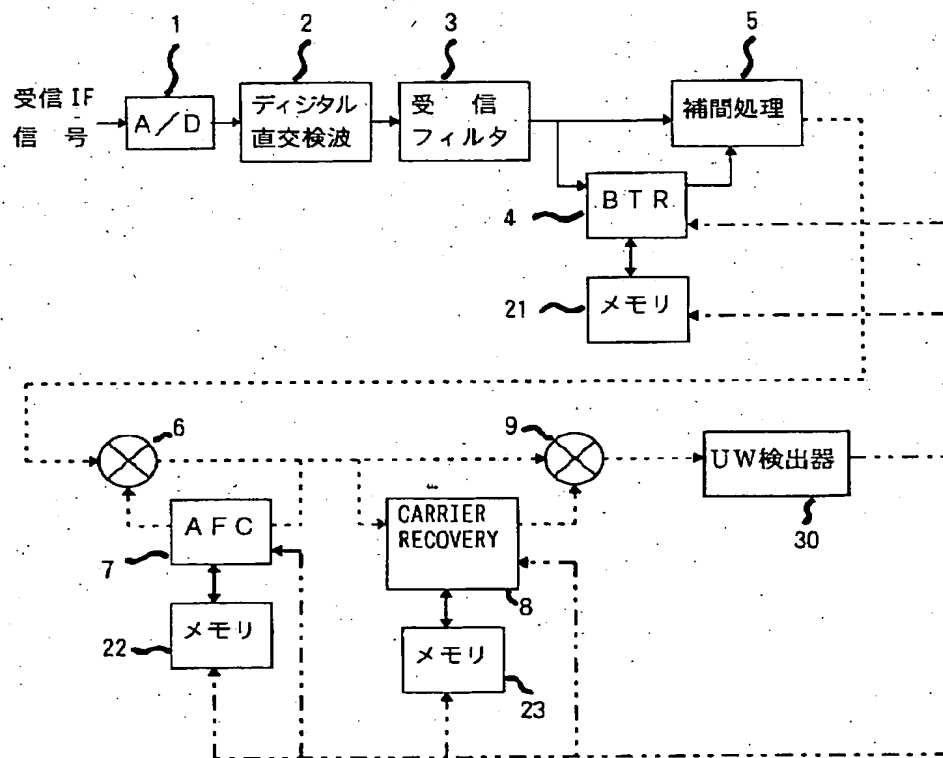 1
2
3
5
受信 IF
信 号
A／D
ディジタル
直交検波
受 信
フィルタ
補間処理
4
BTR
21
メモリ
6
9
UW検出器
30
7
AFC
CARRIER
RECOVERY
8
22
メモリ
メモリ
23